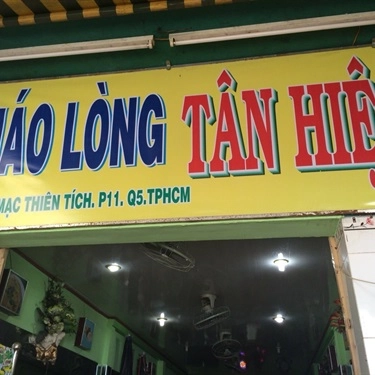 HÁO LÒNG TÂN HIỆ
MẠC THIÊN TÍCH. P11. Q5.TPHCM